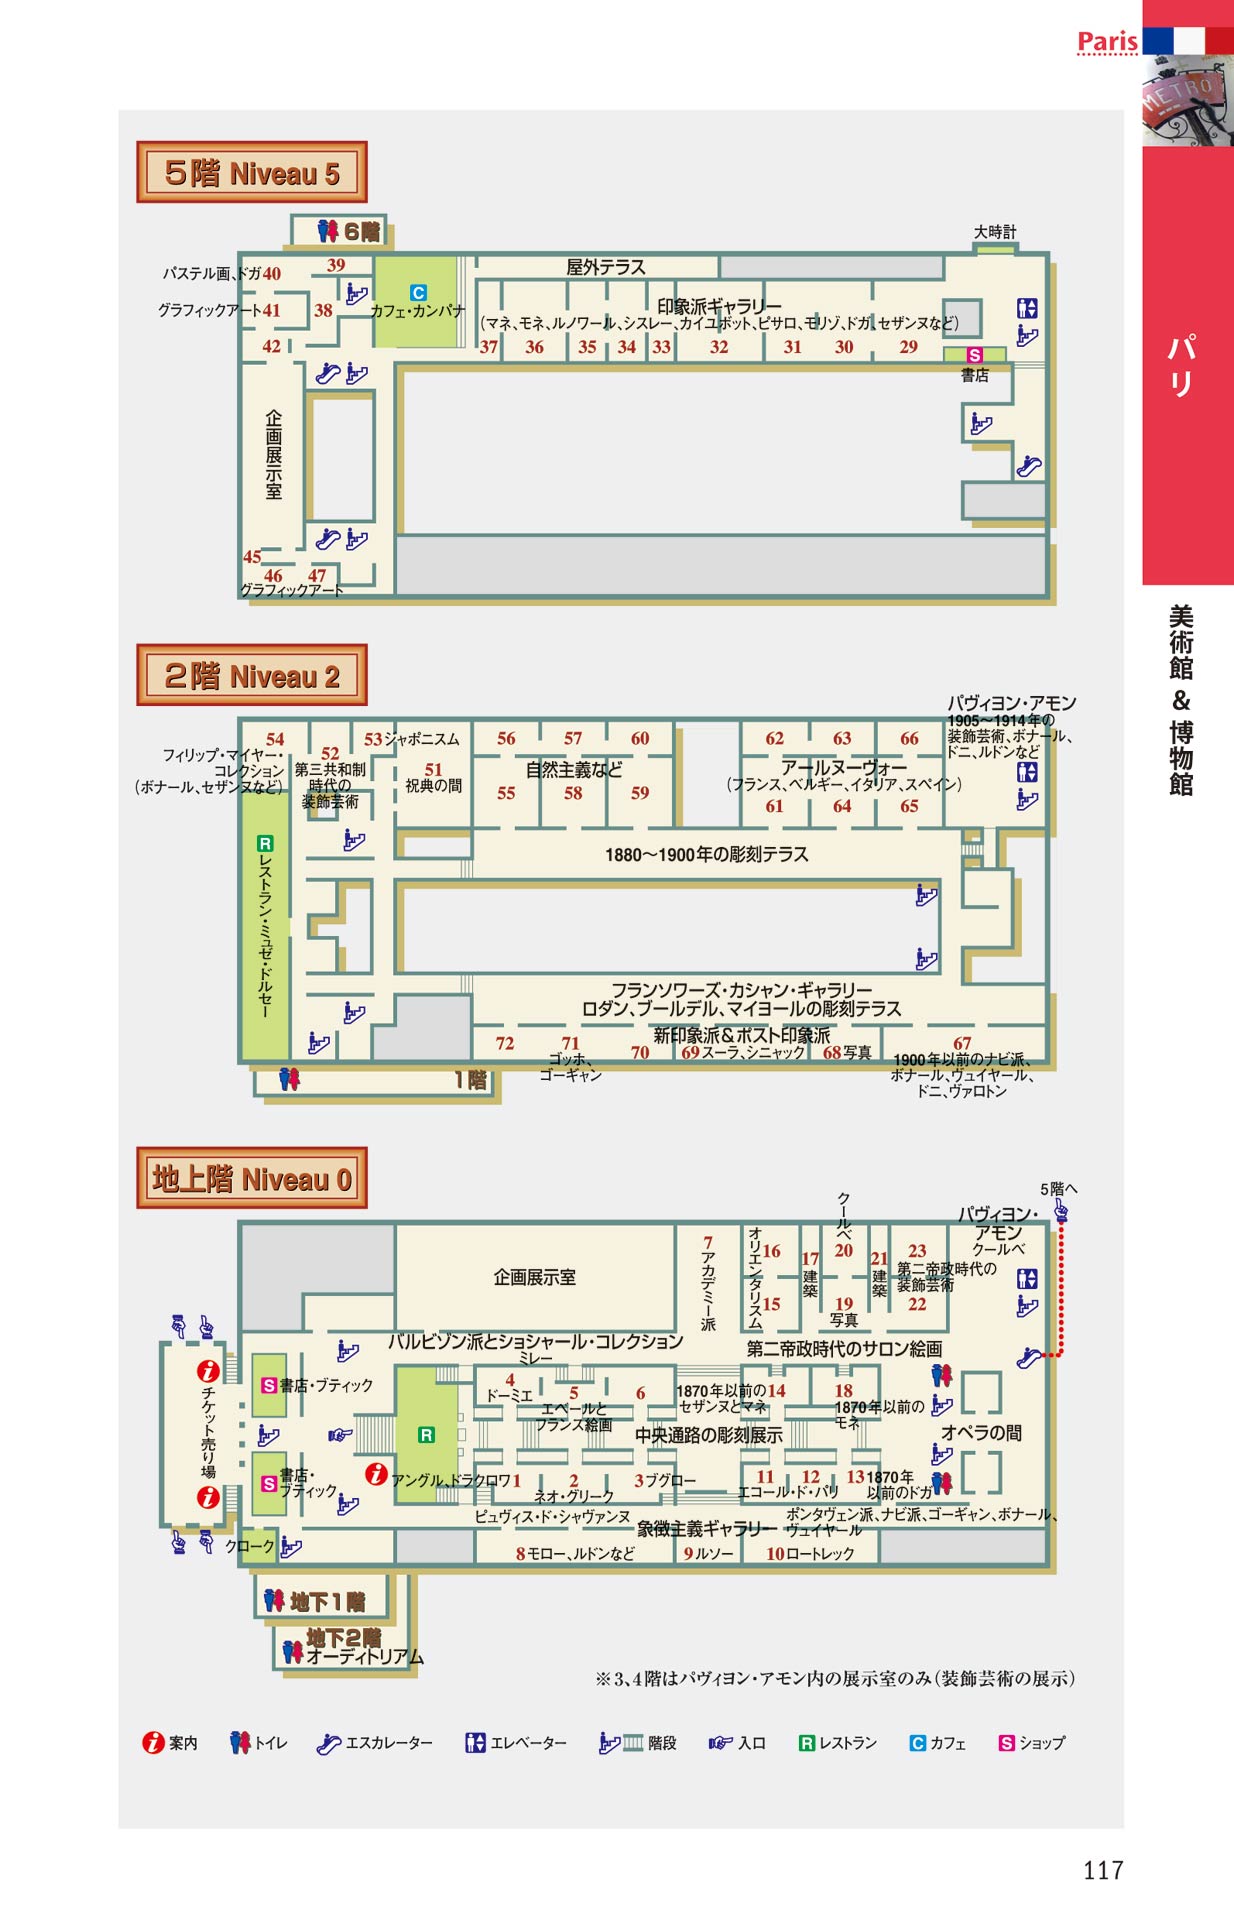 Paris
METRO
パリ
美術館 & 博物館
5階 Niveau 5
6階
大時計
パステル画、ドガ40
39
屋外テラス
グラフィックアート41
38
カフェ・カンパナ
C
印象派ギャラリー
(マネ、モネ、ルノワール、シスレー、カイユボット、ピサロ、モリゾ、ドガ、セザンヌなど)
42
37
36
35
34
33
32
31
30
29
S
書店
企画展示室
45
46
47
グラフィックアート
2階 Niveau 2
パヴィヨン・アモン
1905〜1914年の
装飾芸術、ボナール、
ドニ、ルドンなど
54
フィリップ・マイヤー・
コレクション
(ボナール、セザンヌなど)
52
第三共和制
時代の
装飾芸術
53ジャポニスム
51
祝典の間
56
57
60
自然主義など
55
58
59
62
63
66
アールヌーヴォー
(フランス、ベルギー、イタリア、スペイン)
61
64
65
R
レストラン・ミュゼ・ドルセー
1880〜1900年の彫刻テラス
フランソワーズ・カシャン・ギャラリー
ロダン、ブールデル、マイヨールの彫刻テラス
新印象派&ポスト印象派
72
71
ゴッホ、
ゴーギャン
70
69スーラ、シニャック
68写真
67
1900年以前のナビ派、
ボナール、ヴュイヤール、
ドニ、ヴァロトン
1階
地上階 Niveau 0
5階へ
パヴィヨン・
アモン
クールベ
企画展示室
7
アカデミー派
オリエンタリスム
16
15
17
建築
クールベ
20
19
写真
21
建築
23
第二帝政時代の
装飾芸術
22
バルビゾン派とショシャール・コレクション
ミレー
第二帝政時代のサロン絵画
チケット売り場
S
書店・ブティック
S
書店・
ブティック
R
4
ドーミエ
5
エベールと
フランス絵画
6
1870年以前の
セザンヌとマネ
14
18
1870年以前の
モネ
中央通路の彫刻展示
オペラの間
アングル、ドラクロワ1
2
ネオ・グリーク
3ブグロー
11
12
エコール・ド・パリ
13
1870年
以前のドガ
ピュヴィス・ド・シャヴァンヌ
象徴主義ギャラリー
ポンタヴェン派、ナビ派、ゴーギャン、ボナール、
ヴュイヤール
クローク
8モロー、ルドンなど
9ルソー
10ロートレック
地下1階
地下2階
オーディトリアム
※3、4階はパヴィヨン・アモン内の展示室のみ(装飾芸術の展示)
i案内
トイレ
エスカレーター
エレベーター
階段
入口
Rレストラン
Cカフェ
Sショップ
117